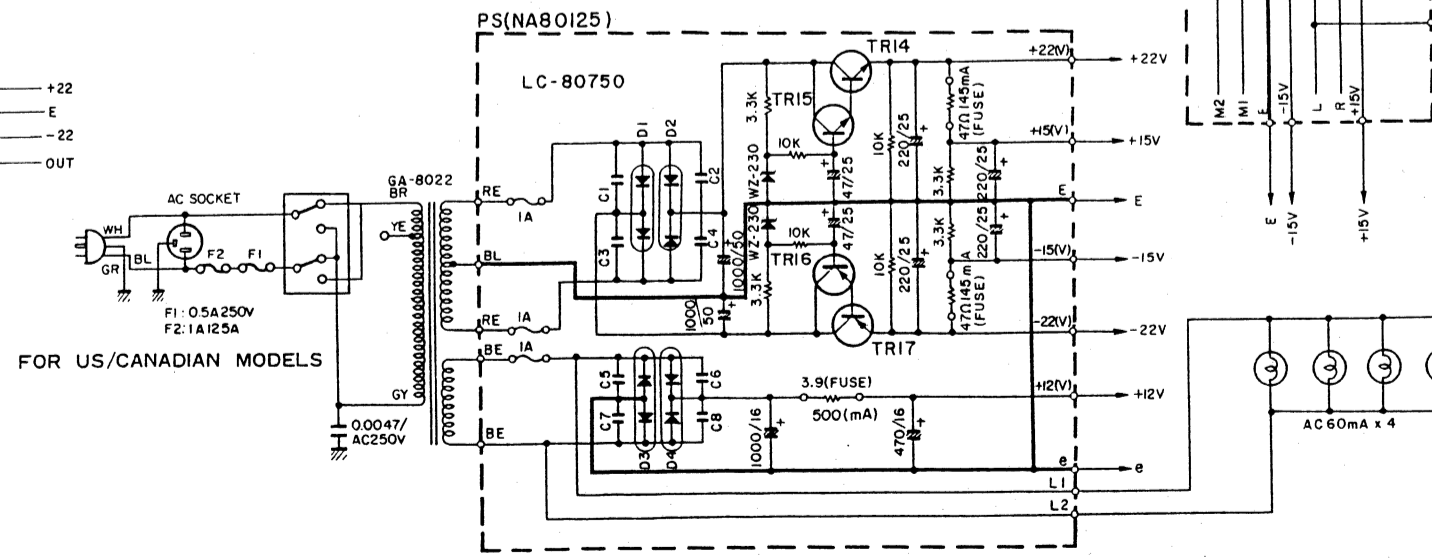 PS(NA80125)
LC-80750
TR14
+22(V)
+22V
+22
E
-22
OUT
TR15
3.3K
47Ω 145mA
(FUSE)
M2
M1
E
-15V
L
R
+15V
D1
D2
10K
10K
220/25
+
+15(V)
+15V
C1
C2
WZ-230
+
47/25
3.3K
220/25
+
GA-8022
BR
RE
1A
E
E
AC SOCKET
WH
YE
BL
GR
BL
F2
F1
C3
C4
1000/50
+
WZ-230
10K
47/25
+
TR16
3.3K
10K
220/25
+
3.3K
220/25
+
-15(V)
-15V
47Ω 145mA
(FUSE)
E
-15V
+15V
F1: 0.5A250V
F2: 1A125A
RE
1A
1000/50
+
TR17
-22(V)
-22V
FOR US/CANADIAN MODELS
BE
1A
C5
C6
C7
C8
D3
D4
3.9(FUSE)
500(mA)
+12(V)
+12V
GY
0.0047/
AC250V
BE
1000/16
+
470/16
+
AC60mA x 4
e
e
L1
L2